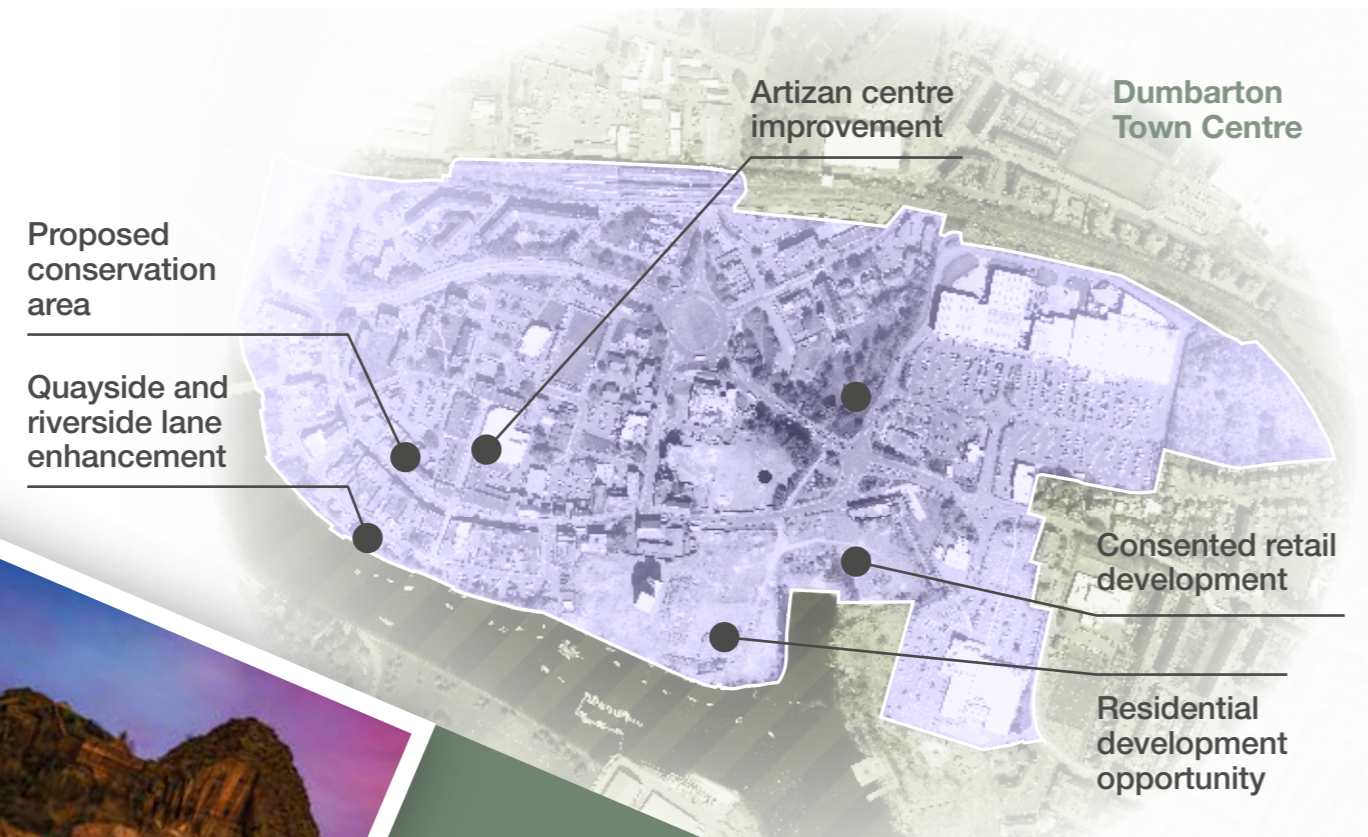 Artizan centre
improvement
Dumbarton
Town Centre
Proposed
conservation
area
Quayside and
riverside lane
enhancement
Consented retail
development
Residential
development
opportunity